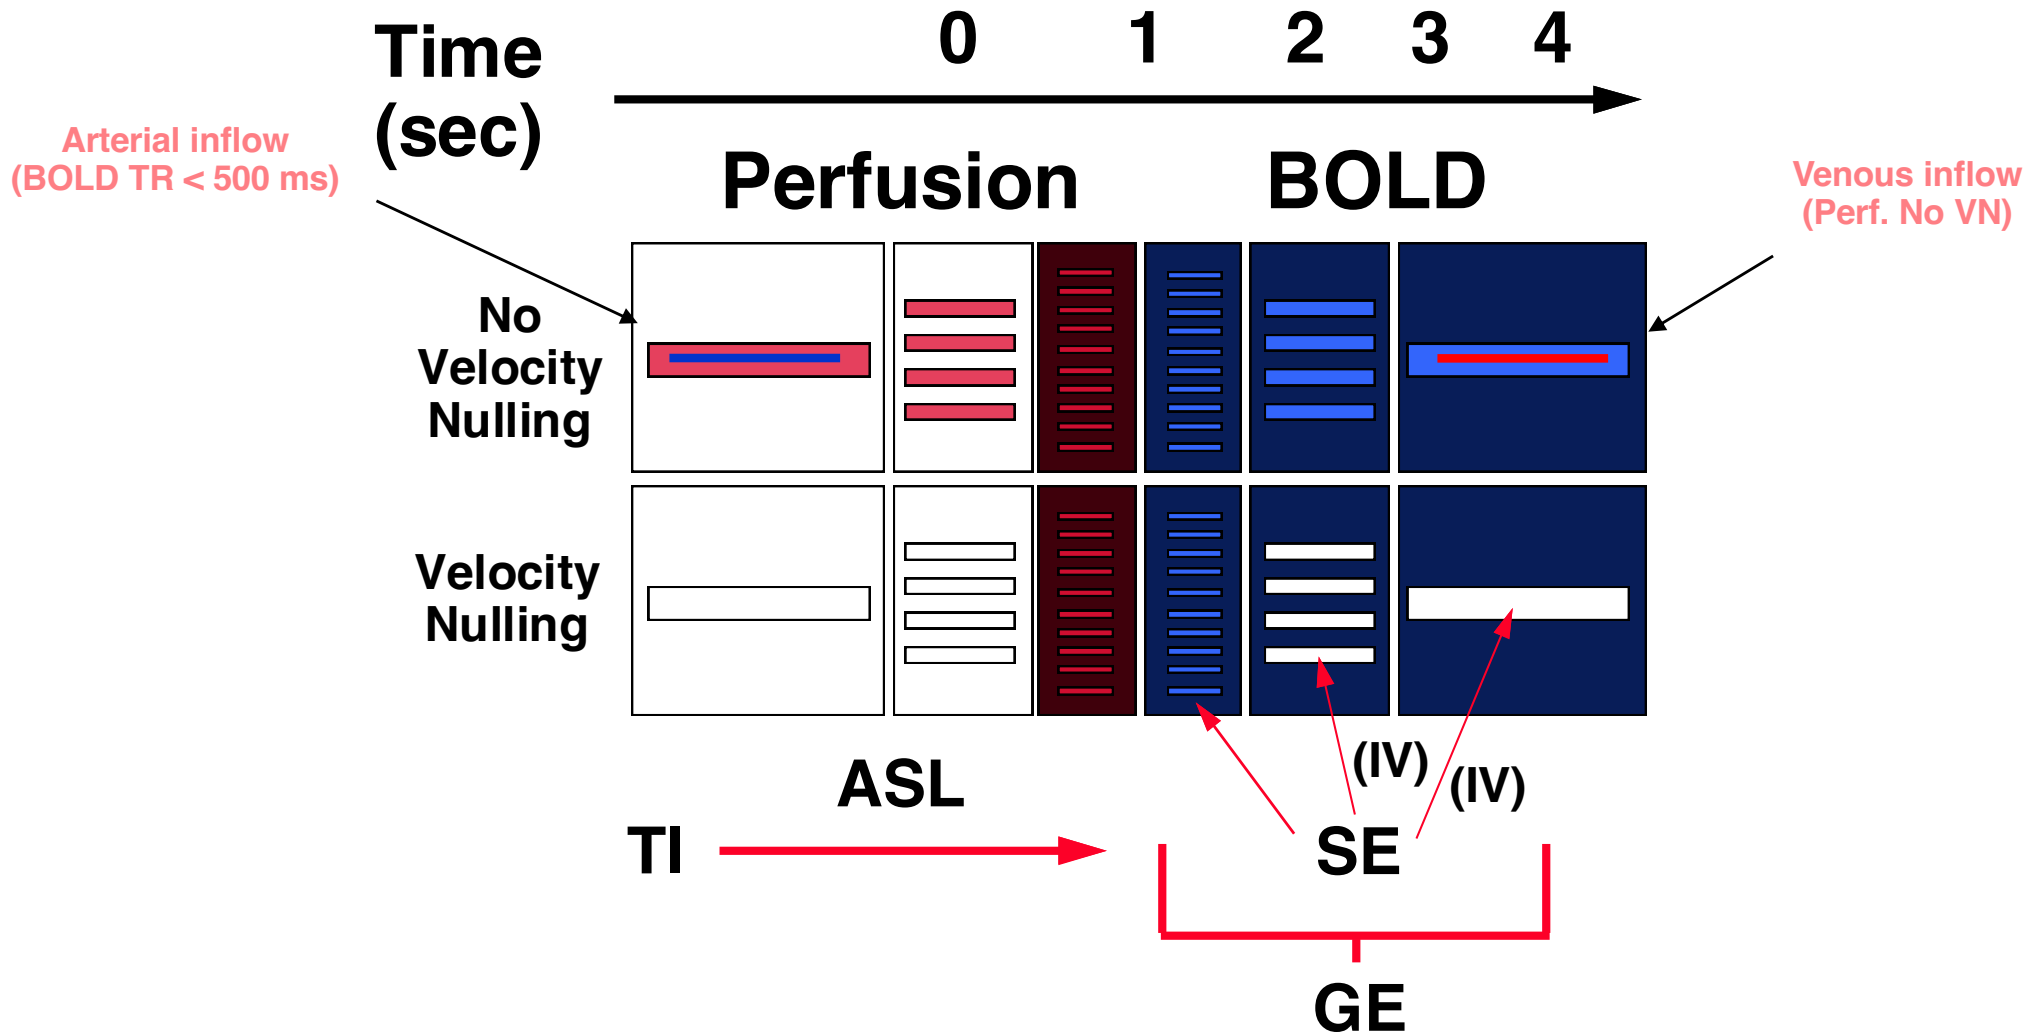 Time
(sec)
0 1 2 3 4
Arterial inflow
(BOLD TR < 500 ms)
Perfusion
BOLD
Venous inflow
(Perf. No VN)
No
Velocity
Nulling
Velocity
Nulling
ASL
TI
(IV)
(IV)
SE
GE